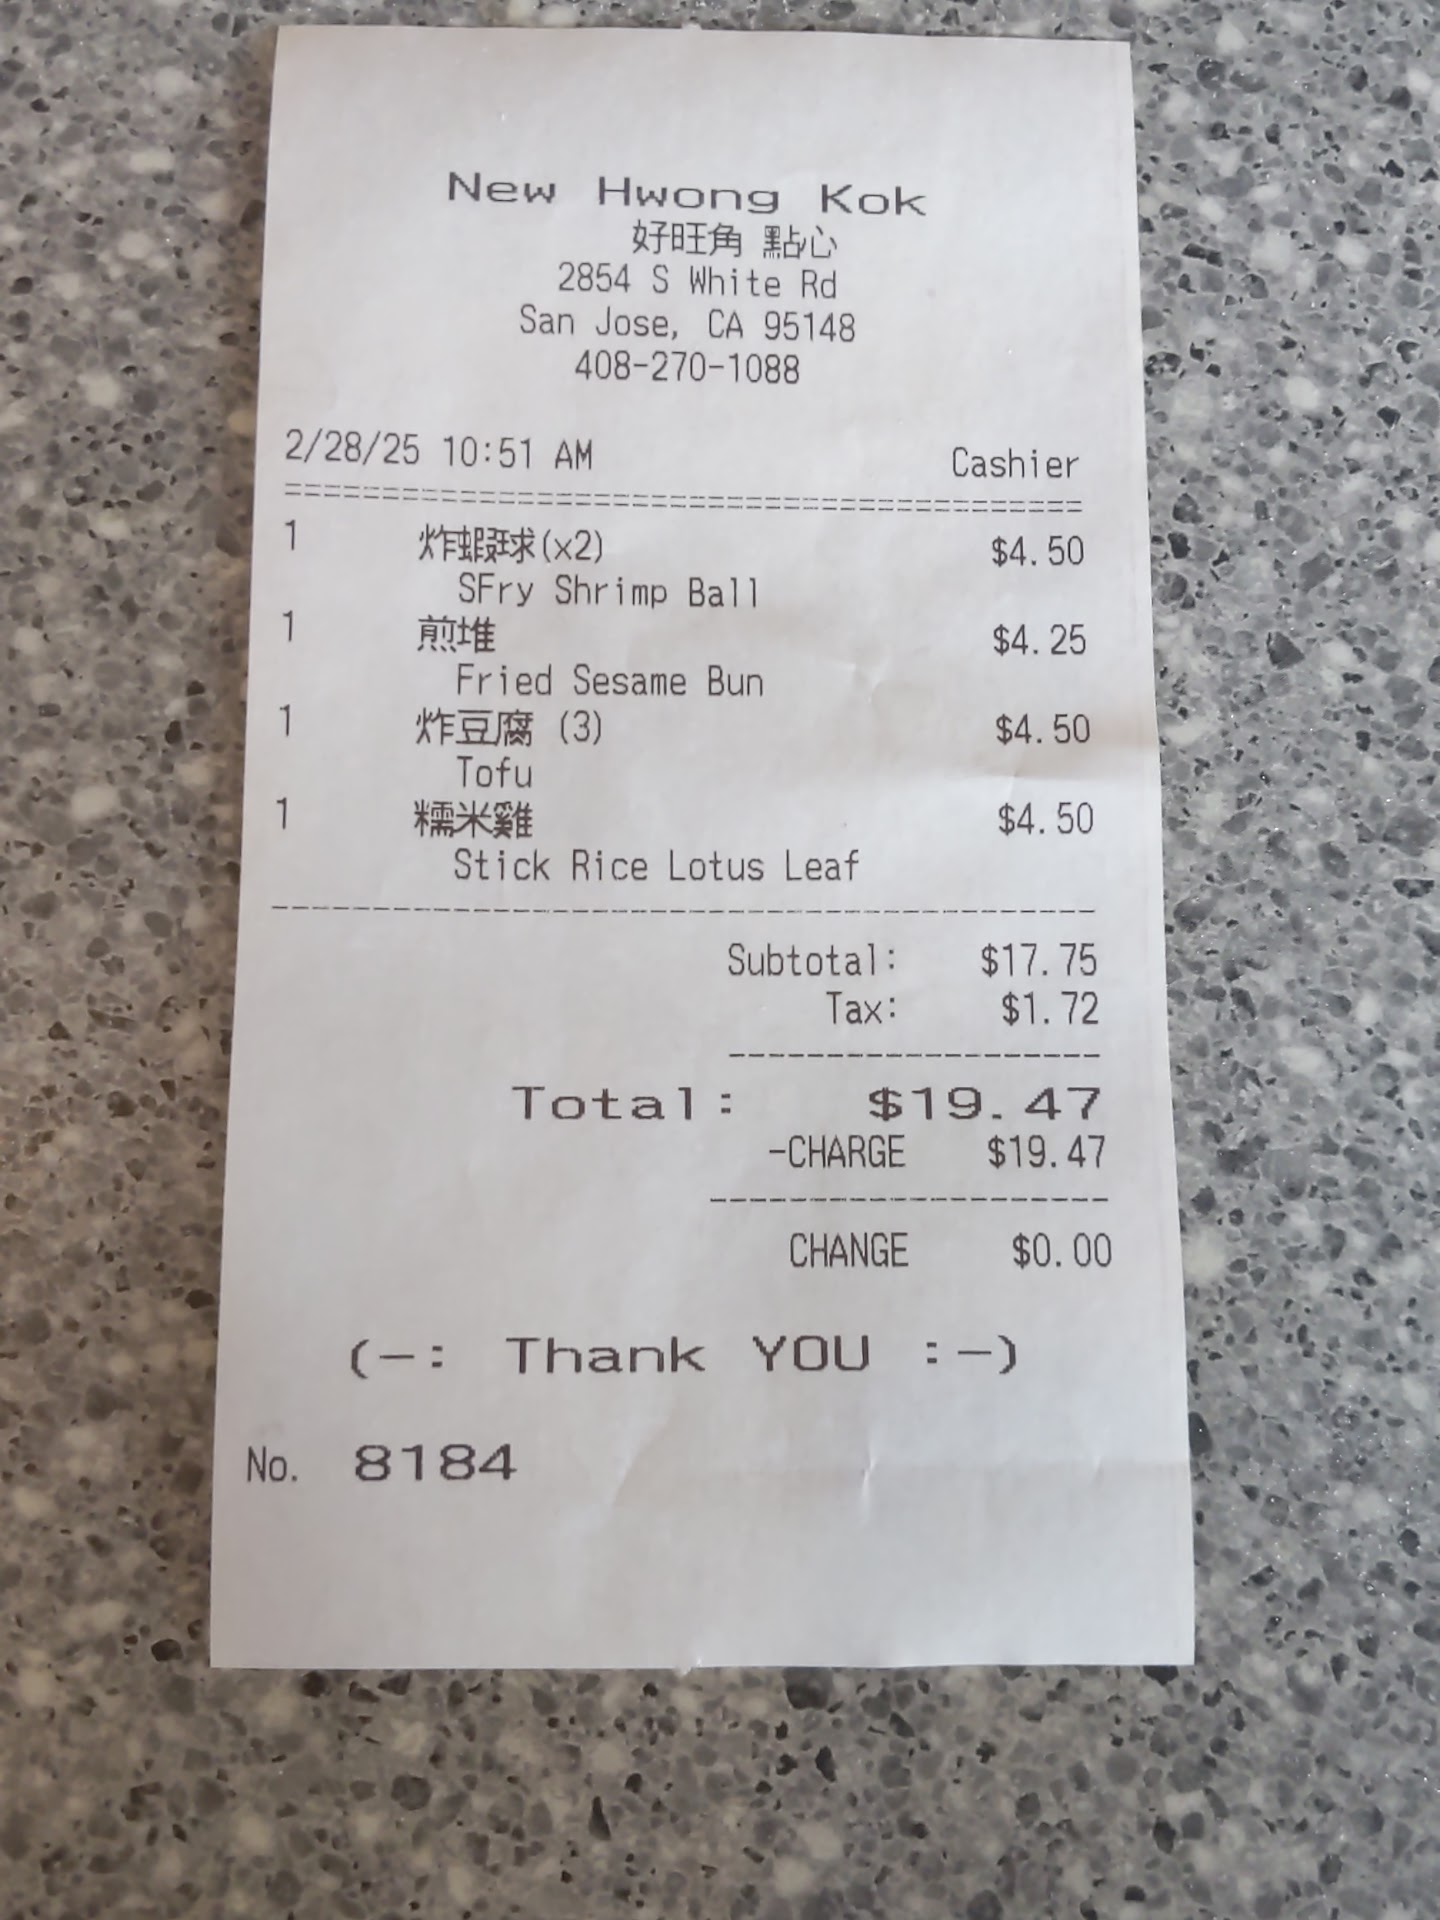 New Hwong Kok
好旺角 點心
2854 S White Rd
San Jose, CA 95148
408-270-1088
2/28/25 10:51 AM Cashier
==========================================
1 炸蝦球(x2) $4.50
SFry Shrimp Ball
1 煎堆 $4.25
Fried Sesame Bun
1 炸豆腐 (3) $4.50
Tofu
1 糯米雞 $4.50
Stick Rice Lotus Leaf
------------------------------------------
Subtotal: $17.75
Tax: $1.72
-------------------
Total: $19.47
-CHARGE $19.47
--------------------
CHANGE $0.00
(-: Thank YOU :-)
No. 8184